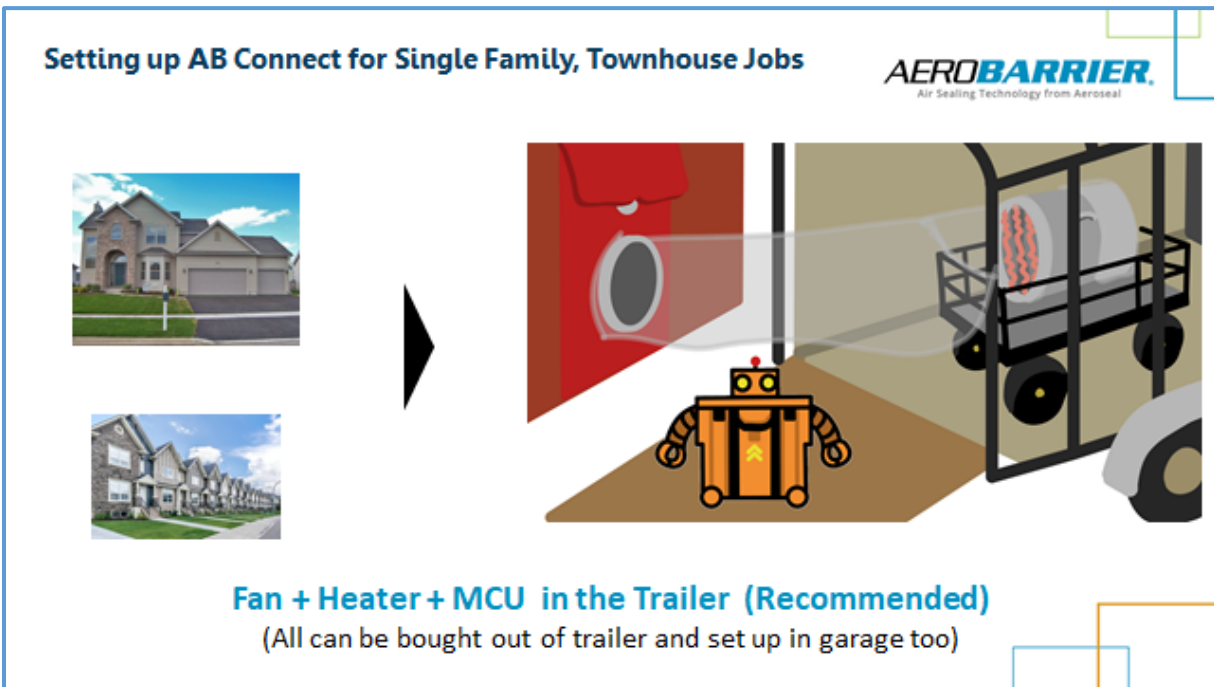 Setting up AB Connect for Single Family, Townhouse Jobs
AEROBARRIER.
Air Sealing Technology from Aeroseal
Fan + Heater + MCU in the Trailer (Recommended)
(All can be bought out of trailer and set up in garage too)